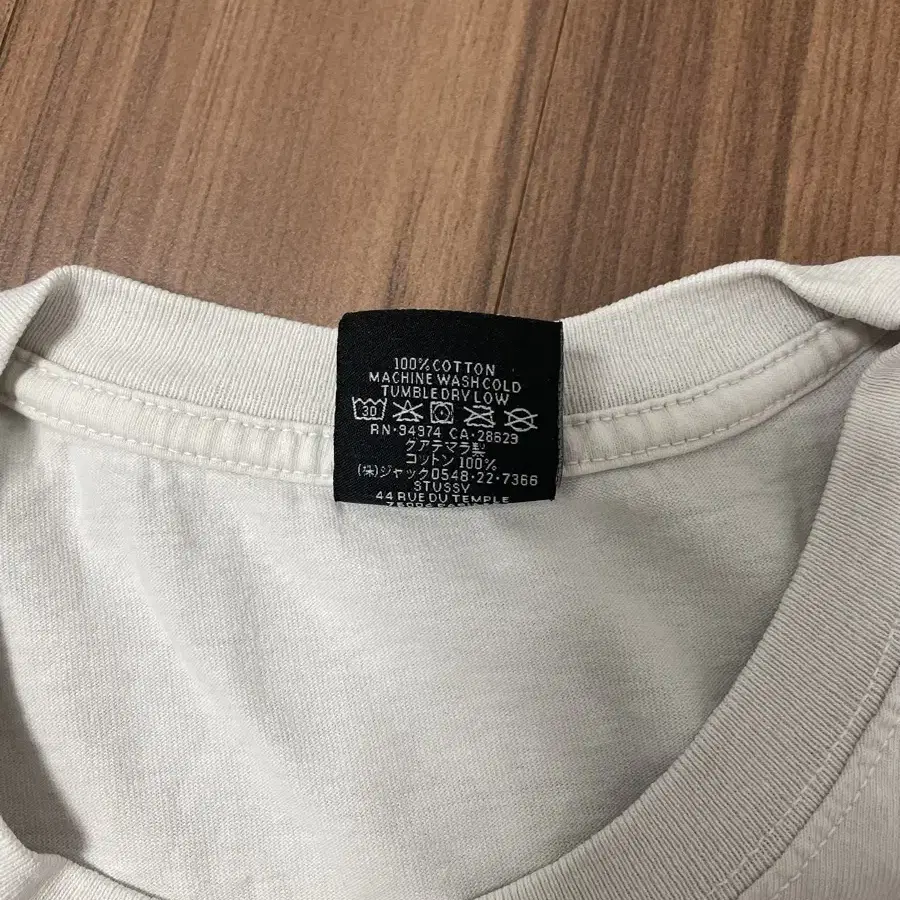 100% COTTON
MACHINE WASH COLD
TUMBLE DRY LOW
30
RN·94974 CA·28629
グアテマラ製
コットン 100%
(株)ジャック0548·22·7366
STUSSY
44 RUE DU TEMPLE